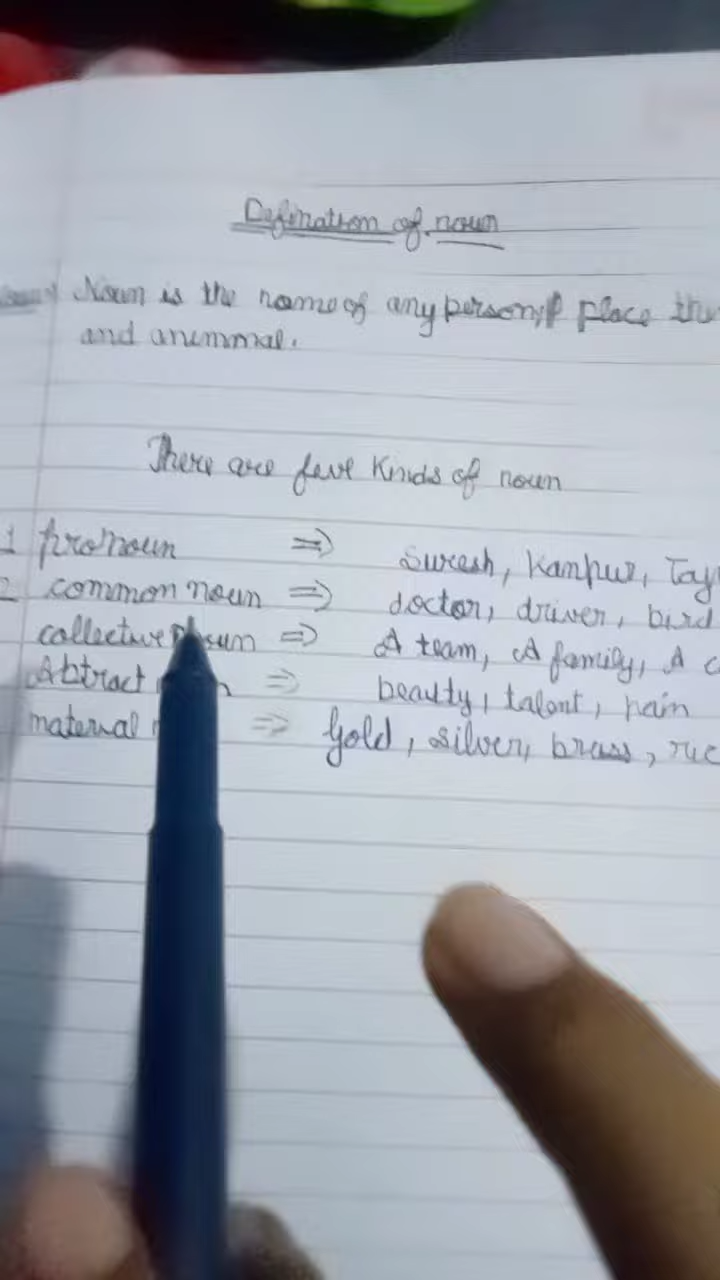 Defination of noun
Noun is the name of any person, place
and animmal.
There are five Kinds of noun
1 pronoun ⇒ Suresh, Kanpur,
2 common noun ⇒ doctor, driver, bird
collective noun ⇒ A team, A family, A
Abtract ⇒ beauty, talent, pain
material ⇒ Gold, silver, brass,